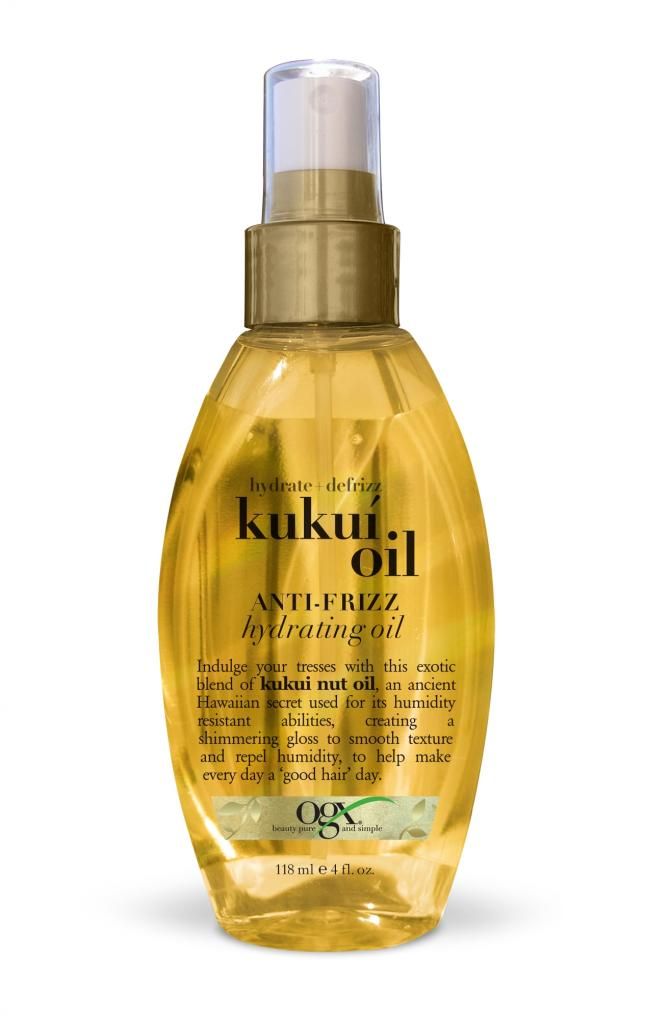 hydrate + defrizz
kukuí
oil
ANTI-FRIZZ
hydrating oil
Indulge your tresses with this exotic
blend of kukui nut oil, an ancient
Hawaiian secret used for its humidity
resistant abilities, creating a
shimmering gloss to smooth texture
and repel humidity, to help make
every day a 'good hair' day.
Ogx®
beauty pure and simple
118 ml e 4 fl. oz.